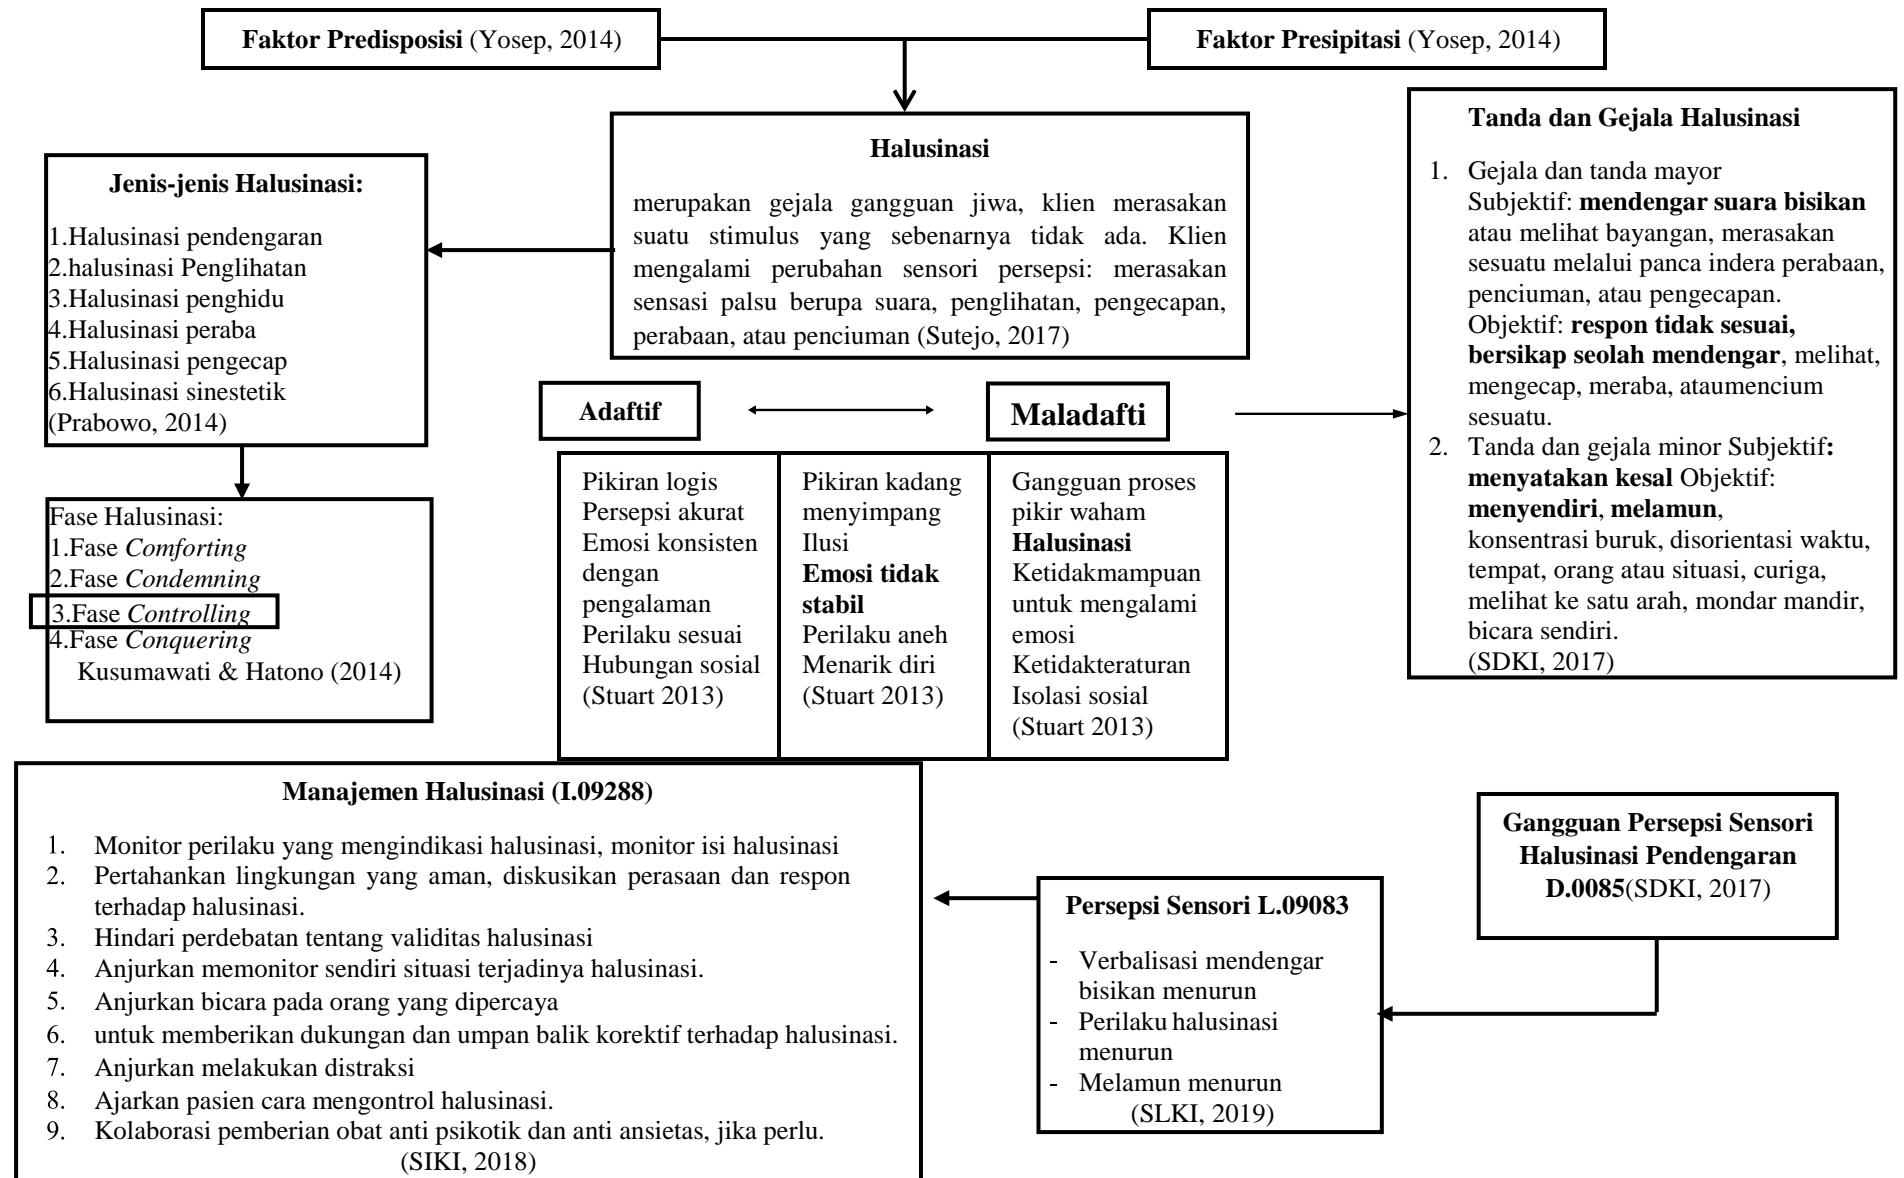 Faktor Predisposisi (Yosep, 2014)
Faktor Presipitasi (Yosep, 2014)
Halusinasi
merupakan gejala gangguan jiwa, klien merasakan
suatu stimulus yang sebenarnya tidak ada. Klien
mengalami perubahan sensori persepsi: merasakan
sensasi palsu berupa suara, penglihatan, pengecapan,
perabaan, atau penciuman (Sutejo, 2017)
Jenis-jenis Halusinasi:
1.Halusinasi pendengaran
2.halusinasi Penglihatan
3.Halusinasi penghidu
4.Halusinasi peraba
5.Halusinasi pengecap
6.Halusinasi sinestetik
(Prabowo, 2014)
Fase Halusinasi:
1.Fase Comforting
2.Fase Condemning
3.Fase Controlling
4.Fase Conquering
Kusumawati & Hatono (2014)
Adaftif
Maladafti
Pikiran logis
Persepsi akurat
Emosi konsisten
dengan
pengalaman
Perilaku sesuai
Hubungan sosial
(Stuart 2013)
Pikiran kadang
menyimpang
Ilusi
Emosi tidak
stabil
Perilaku aneh
Menarik diri
(Stuart 2013)
Gangguan proses
pikir waham
Halusinasi
Ketidakmampuan
untuk mengalami
emosi
Ketidakteraturan
Isolasi sosial
(Stuart 2013)
Tanda dan Gejala Halusinasi
1. Gejala dan tanda mayor
Subjektif: mendengar suara bisikan
atau melihat bayangan, merasakan
sesuatu melalui panca indera perabaan,
penciuman, atau pengecapan.
Objektif: respon tidak sesuai,
bersikap seolah mendengar, melihat,
mengecap, meraba, ataumencium
sesuatu.
2. Tanda dan gejala minor Subjektif:
menyatakan kesal Objektif:
menyendiri, melamun,
konsentrasi buruk, disorientasi waktu,
tempat, orang atau situasi, curiga,
melihat ke satu arah, mondar mandir,
bicara sendiri.
(SDKI, 2017)
Gangguan Persepsi Sensori
Halusinasi Pendengaran
D.0085(SDKI, 2017)
Persepsi Sensori L.09083
- Verbalisasi mendengar
bisikan menurun
- Perilaku halusinasi
menurun
- Melamun menurun
(SLKI, 2019)
Manajemen Halusinasi (I.09288)
1. Monitor perilaku yang mengindikasi halusinasi, monitor isi halusinasi
2. Pertahankan lingkungan yang aman, diskusikan perasaan dan respon
terhadap halusinasi.
3. Hindari perdebatan tentang validitas halusinasi
4. Anjurkan memonitor sendiri situasi terjadinya halusinasi.
5. Anjurkan bicara pada orang yang dipercaya
6. untuk memberikan dukungan dan umpan balik korektif terhadap halusinasi.
7. Anjurkan melakukan distraksi
8. Ajarkan pasien cara mengontrol halusinasi.
9. Kolaborasi pemberian obat anti psikotik dan anti ansietas, jika perlu.
(SIKI, 2018)